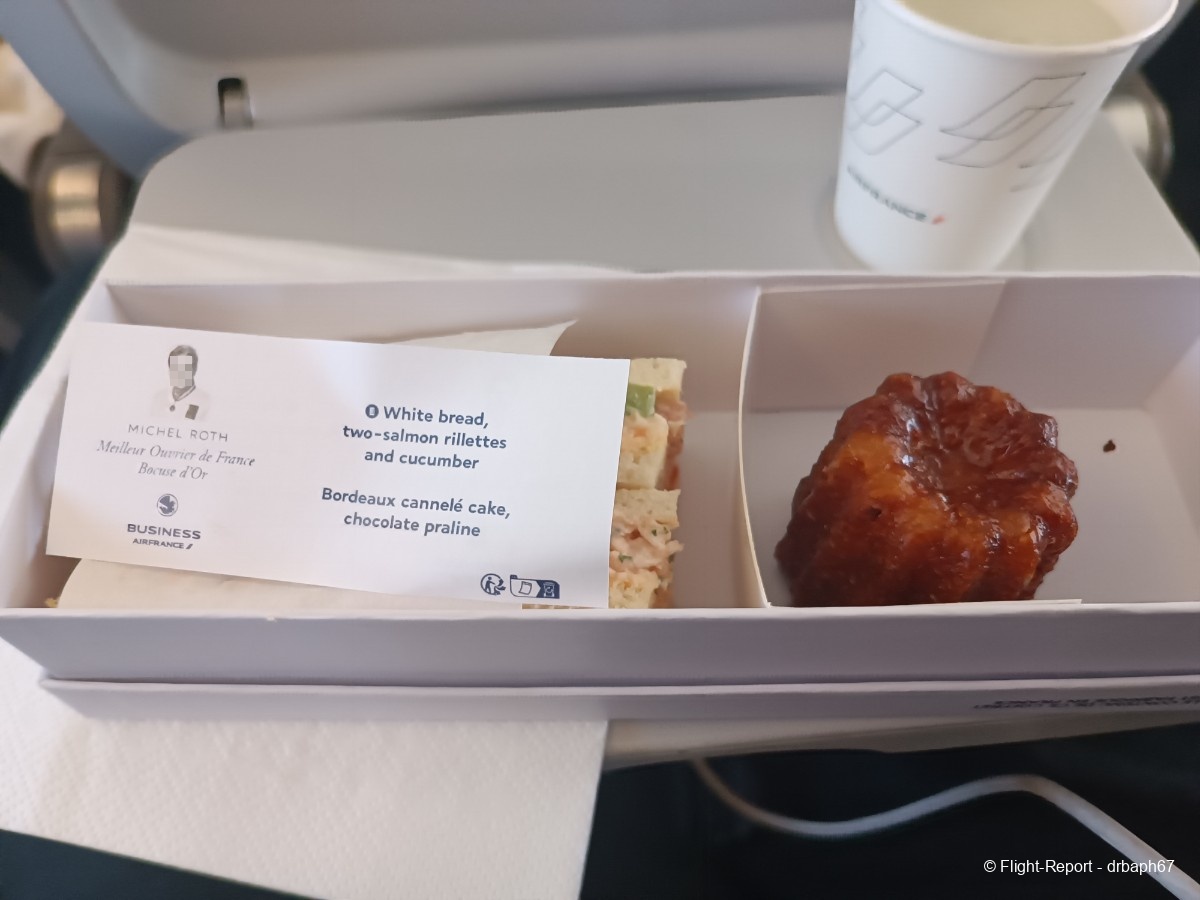 AIRFRANCE
MICHEL ROTH
Meilleur Ouvrier de France
Bocuse d'Or
BUSINESS
AIRFRANCE
White bread,
two-salmon rillettes
and cucumber
Bordeaux cannelé cake,
chocolate praline
© Flight-Report - drbaph67